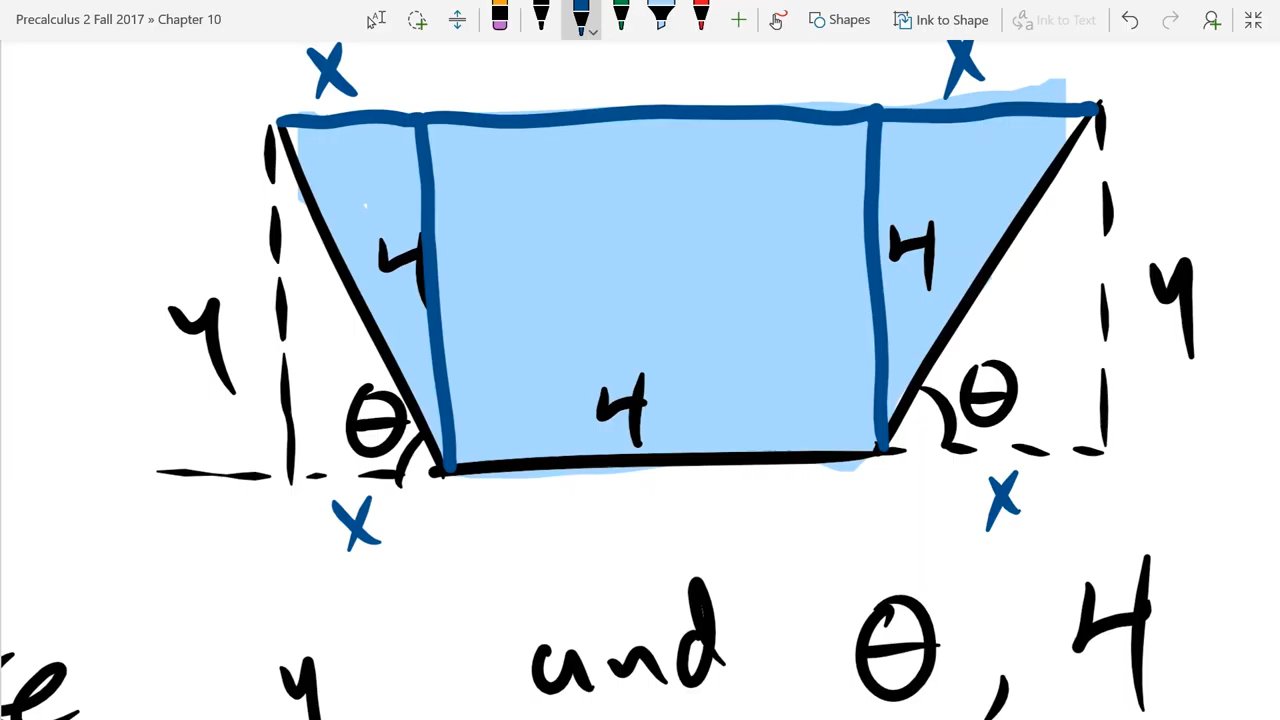 Precalculus 2 Fall 2017 » Chapter 10
Shapes
Ink to Shape
Ink to Text
x x
4 4
y y
4
θ θ
x x
y and θ, 4